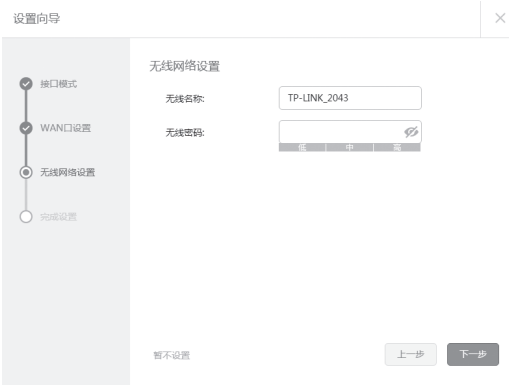 设置向导
接口模式
WAN口设置
无线网络设置
完成设置
无线网络设置
无线名称: TP-LINK_2043
无线密码:
低 中 高
暂不设置 上一步 下一步